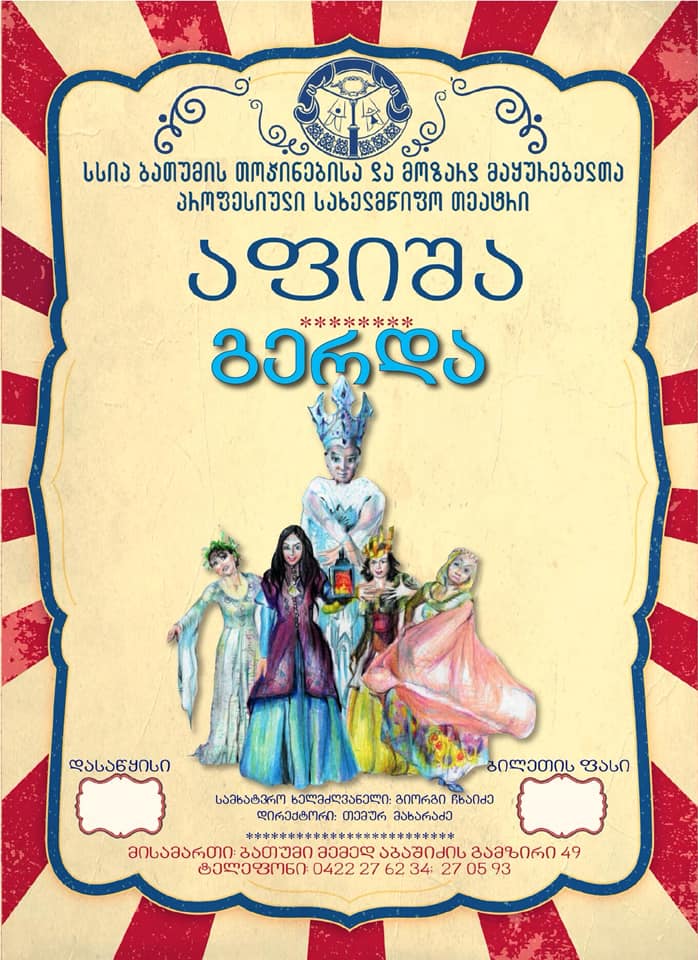 სსიპ ბათუმის თოჯინებისა და მოზარდ მაყურებელთა
პროფესიული სახელმწიფო თეატრი
აფიშა
********
გერდა
დასაწყისი
ბილეთის ფასი
სამხატვრო ხელმძღვანელი: გიორგი ჩხაიძე
დირექტორი: თემურ მახარაძე
*************************
მისამართი: ბათუმი მემედ აბაშიძის გამზირი 49
ტელეფონი: 0422 27 62 34; 27 05 93